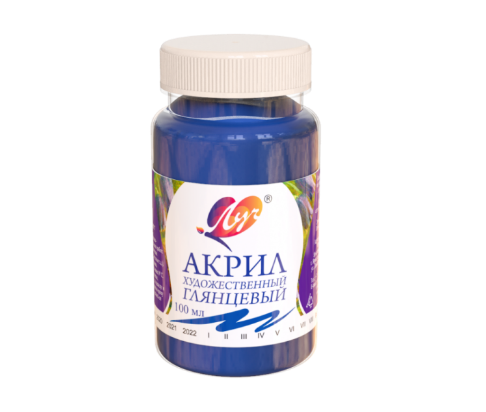 Луч ®
АКРИЛ
ХУДОЖЕСТВЕННЫЙ
ГЛЯНЦЕВЫЙ
100 МЛ
2021 2022 I II III IV V VI VII